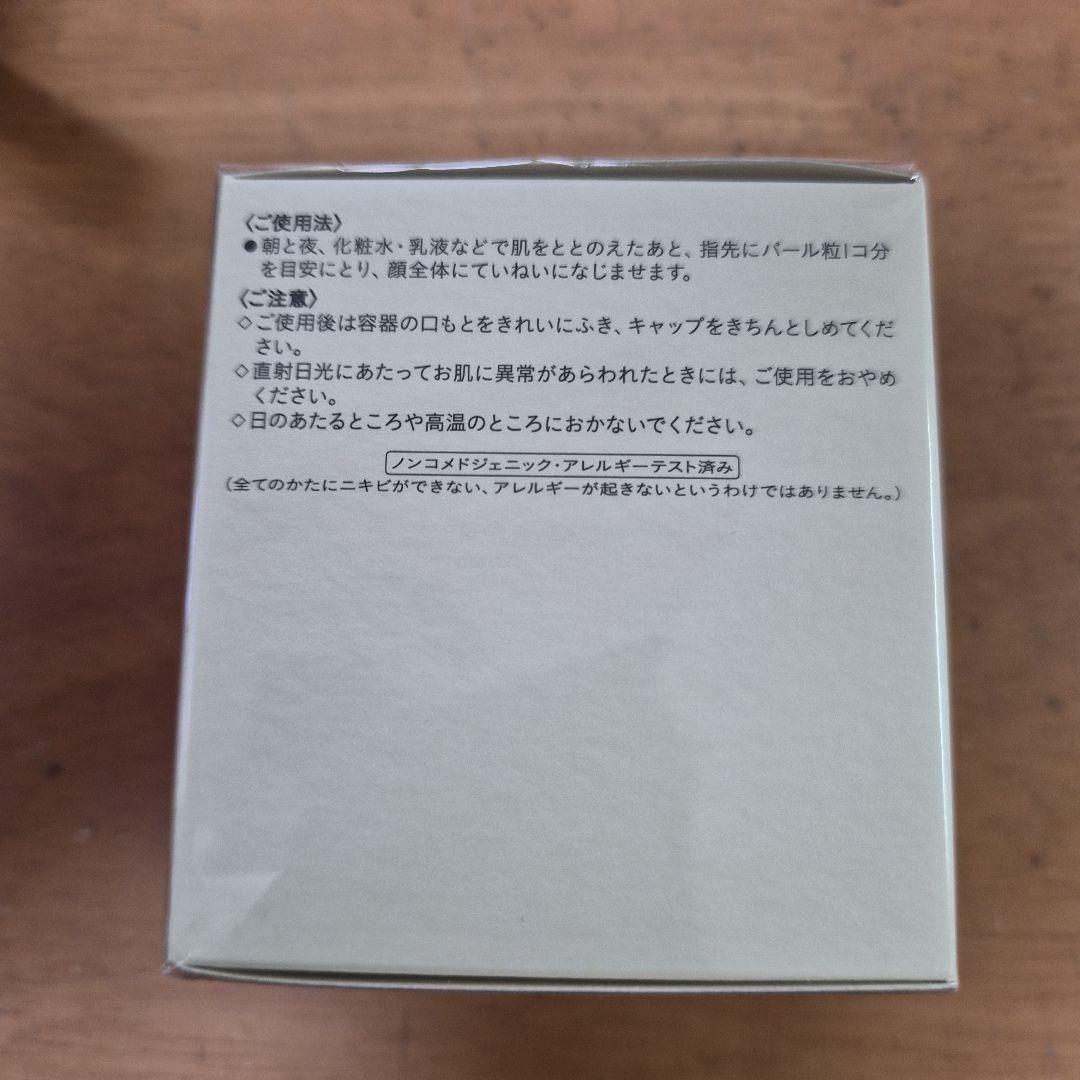 〈ご使用法〉
●朝と夜、化粧水・乳液などで肌をととのえたあと、指先にパール粒1コ分
を目安にとり、顔全体にていねいになじませます。
〈ご注意〉
◇ご使用後は容器の口もとをきれいにふき、キャップをきちんとしめてくだ
さい。
◇直射日光にあたってお肌に異常があらわれたときには、ご使用をおやめ
ください。
◇日のあたるところや高温のところにおかないでください。
ノンコメドジェニック・アレルギーテスト済み
(全てのかたにニキビができない、アレルギーが起きないというわけではありません。)